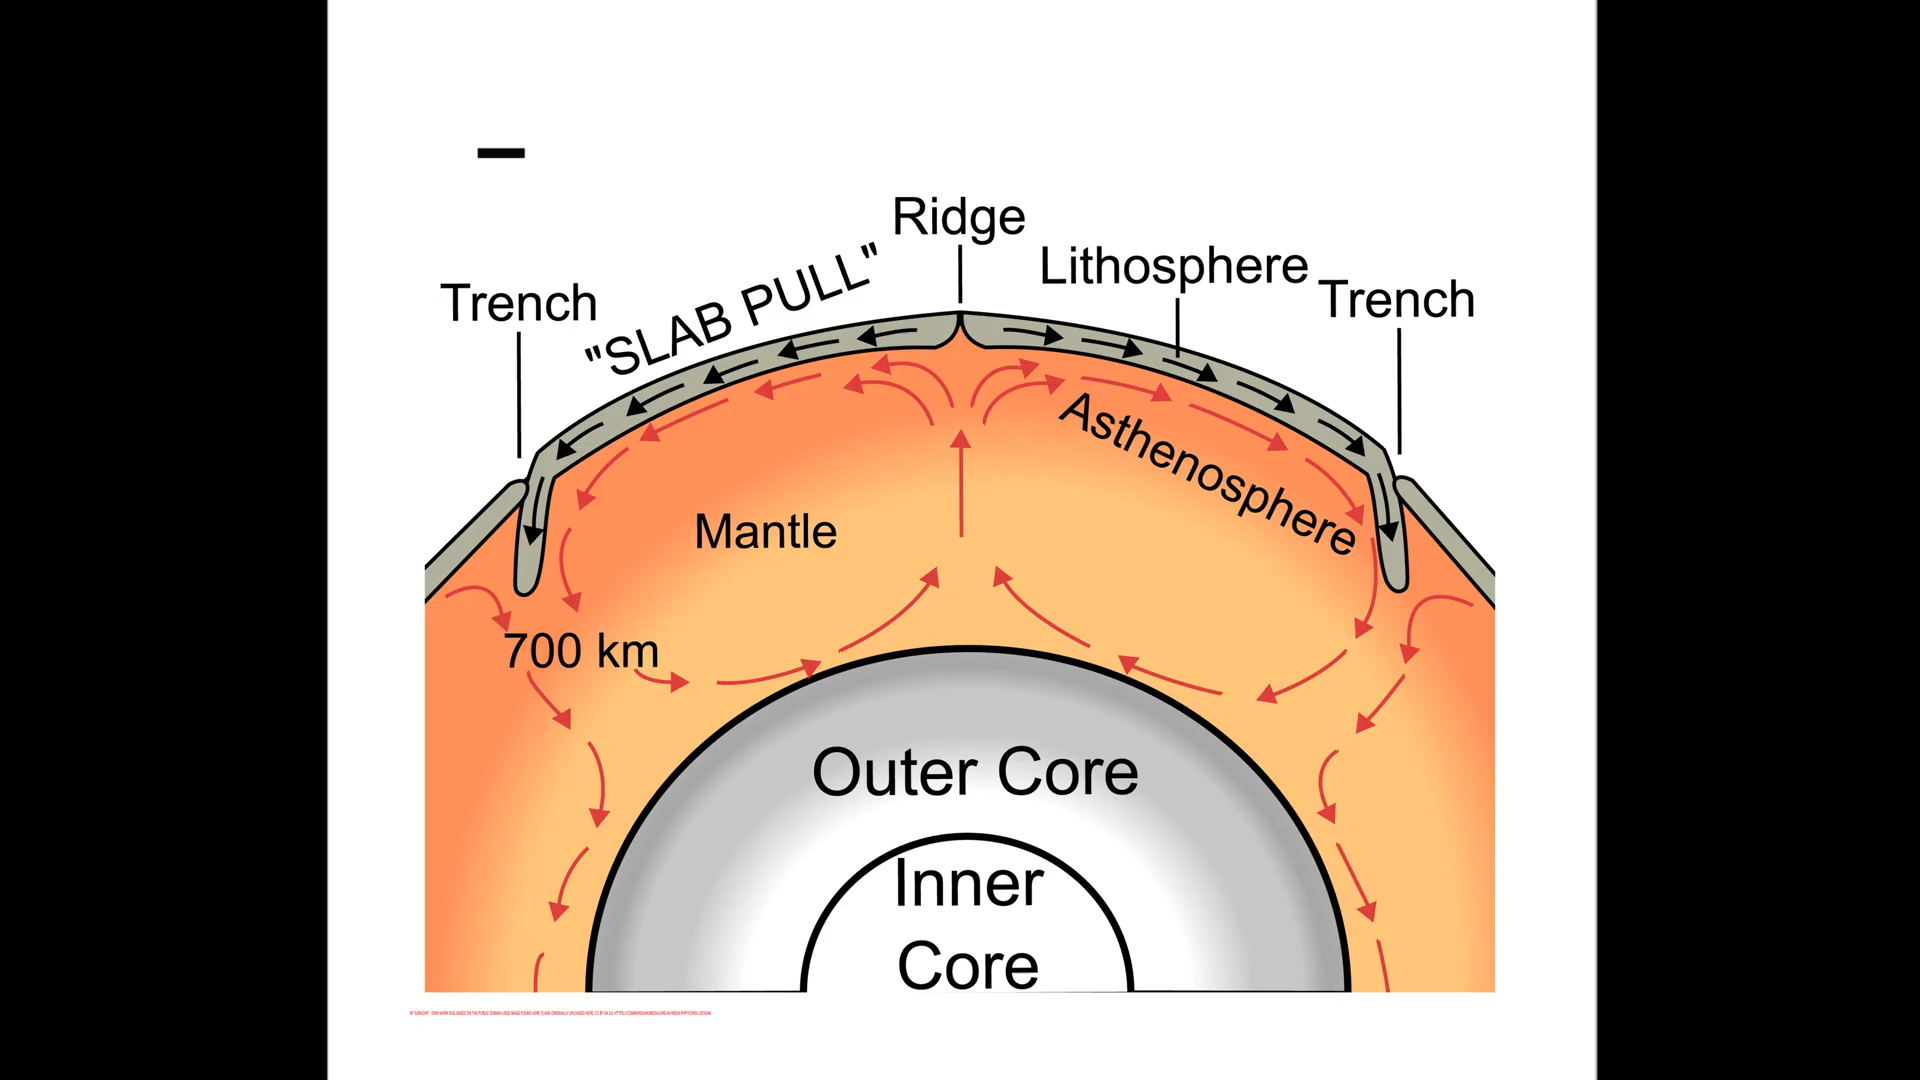 Ridge
Lithosphere
"SLAB PULL"
Trench
Trench
Asthenosphere
Mantle
700 km
Outer Core
Inner
Core